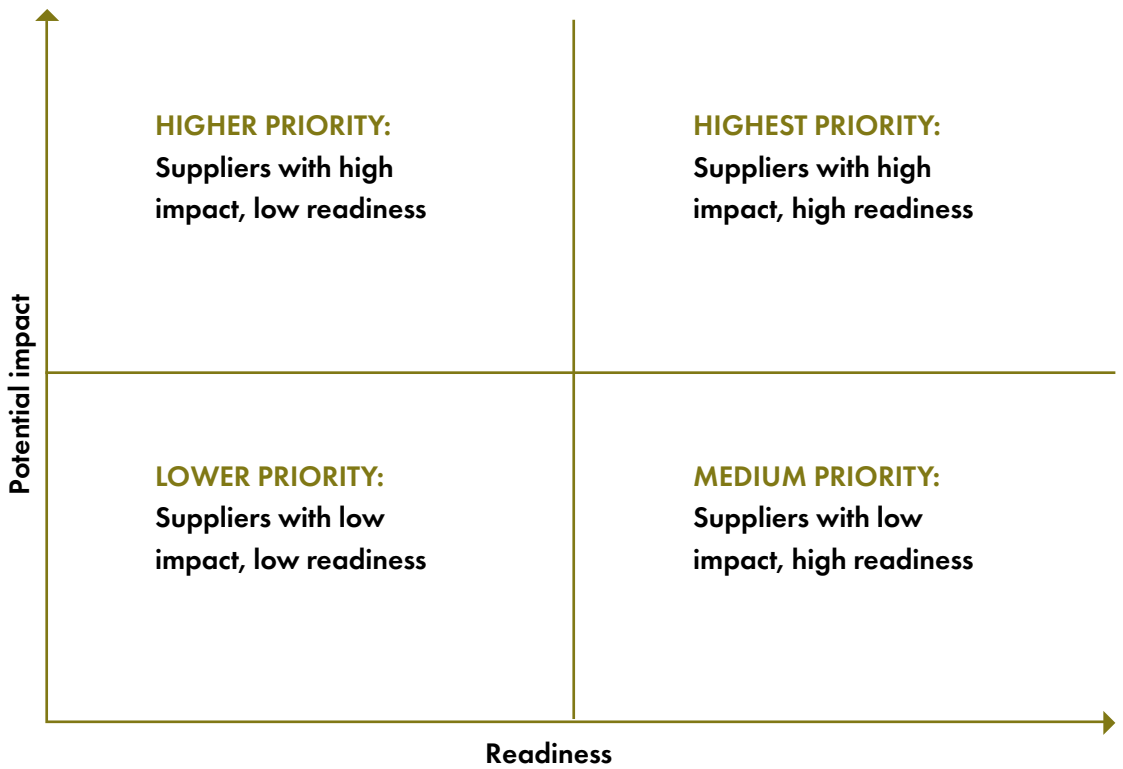 HIGHER PRIORITY:
Suppliers with high
impact, low readiness
HIGHEST PRIORITY:
Suppliers with high
impact, high readiness
Potential impact
LOWER PRIORITY:
Suppliers with low
impact, low readiness
MEDIUM PRIORITY:
Suppliers with low
impact, high readiness
Readiness